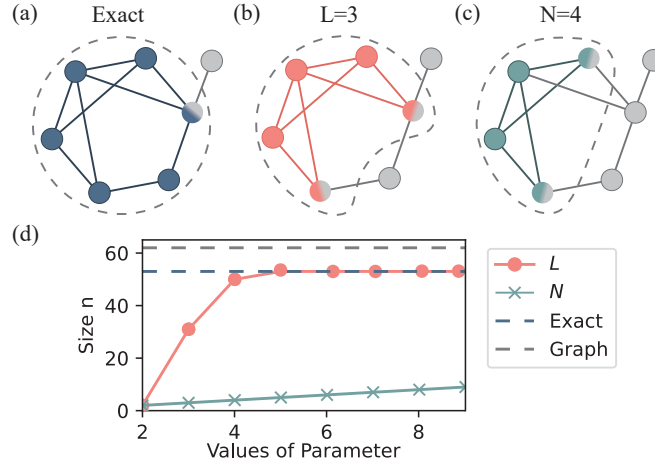 (a) Exact
(b) L=3
(c) N=4
(d)
Size n
60
40
20
0
2 4 6 8
Values of Parameter
L
N
Exact
Graph